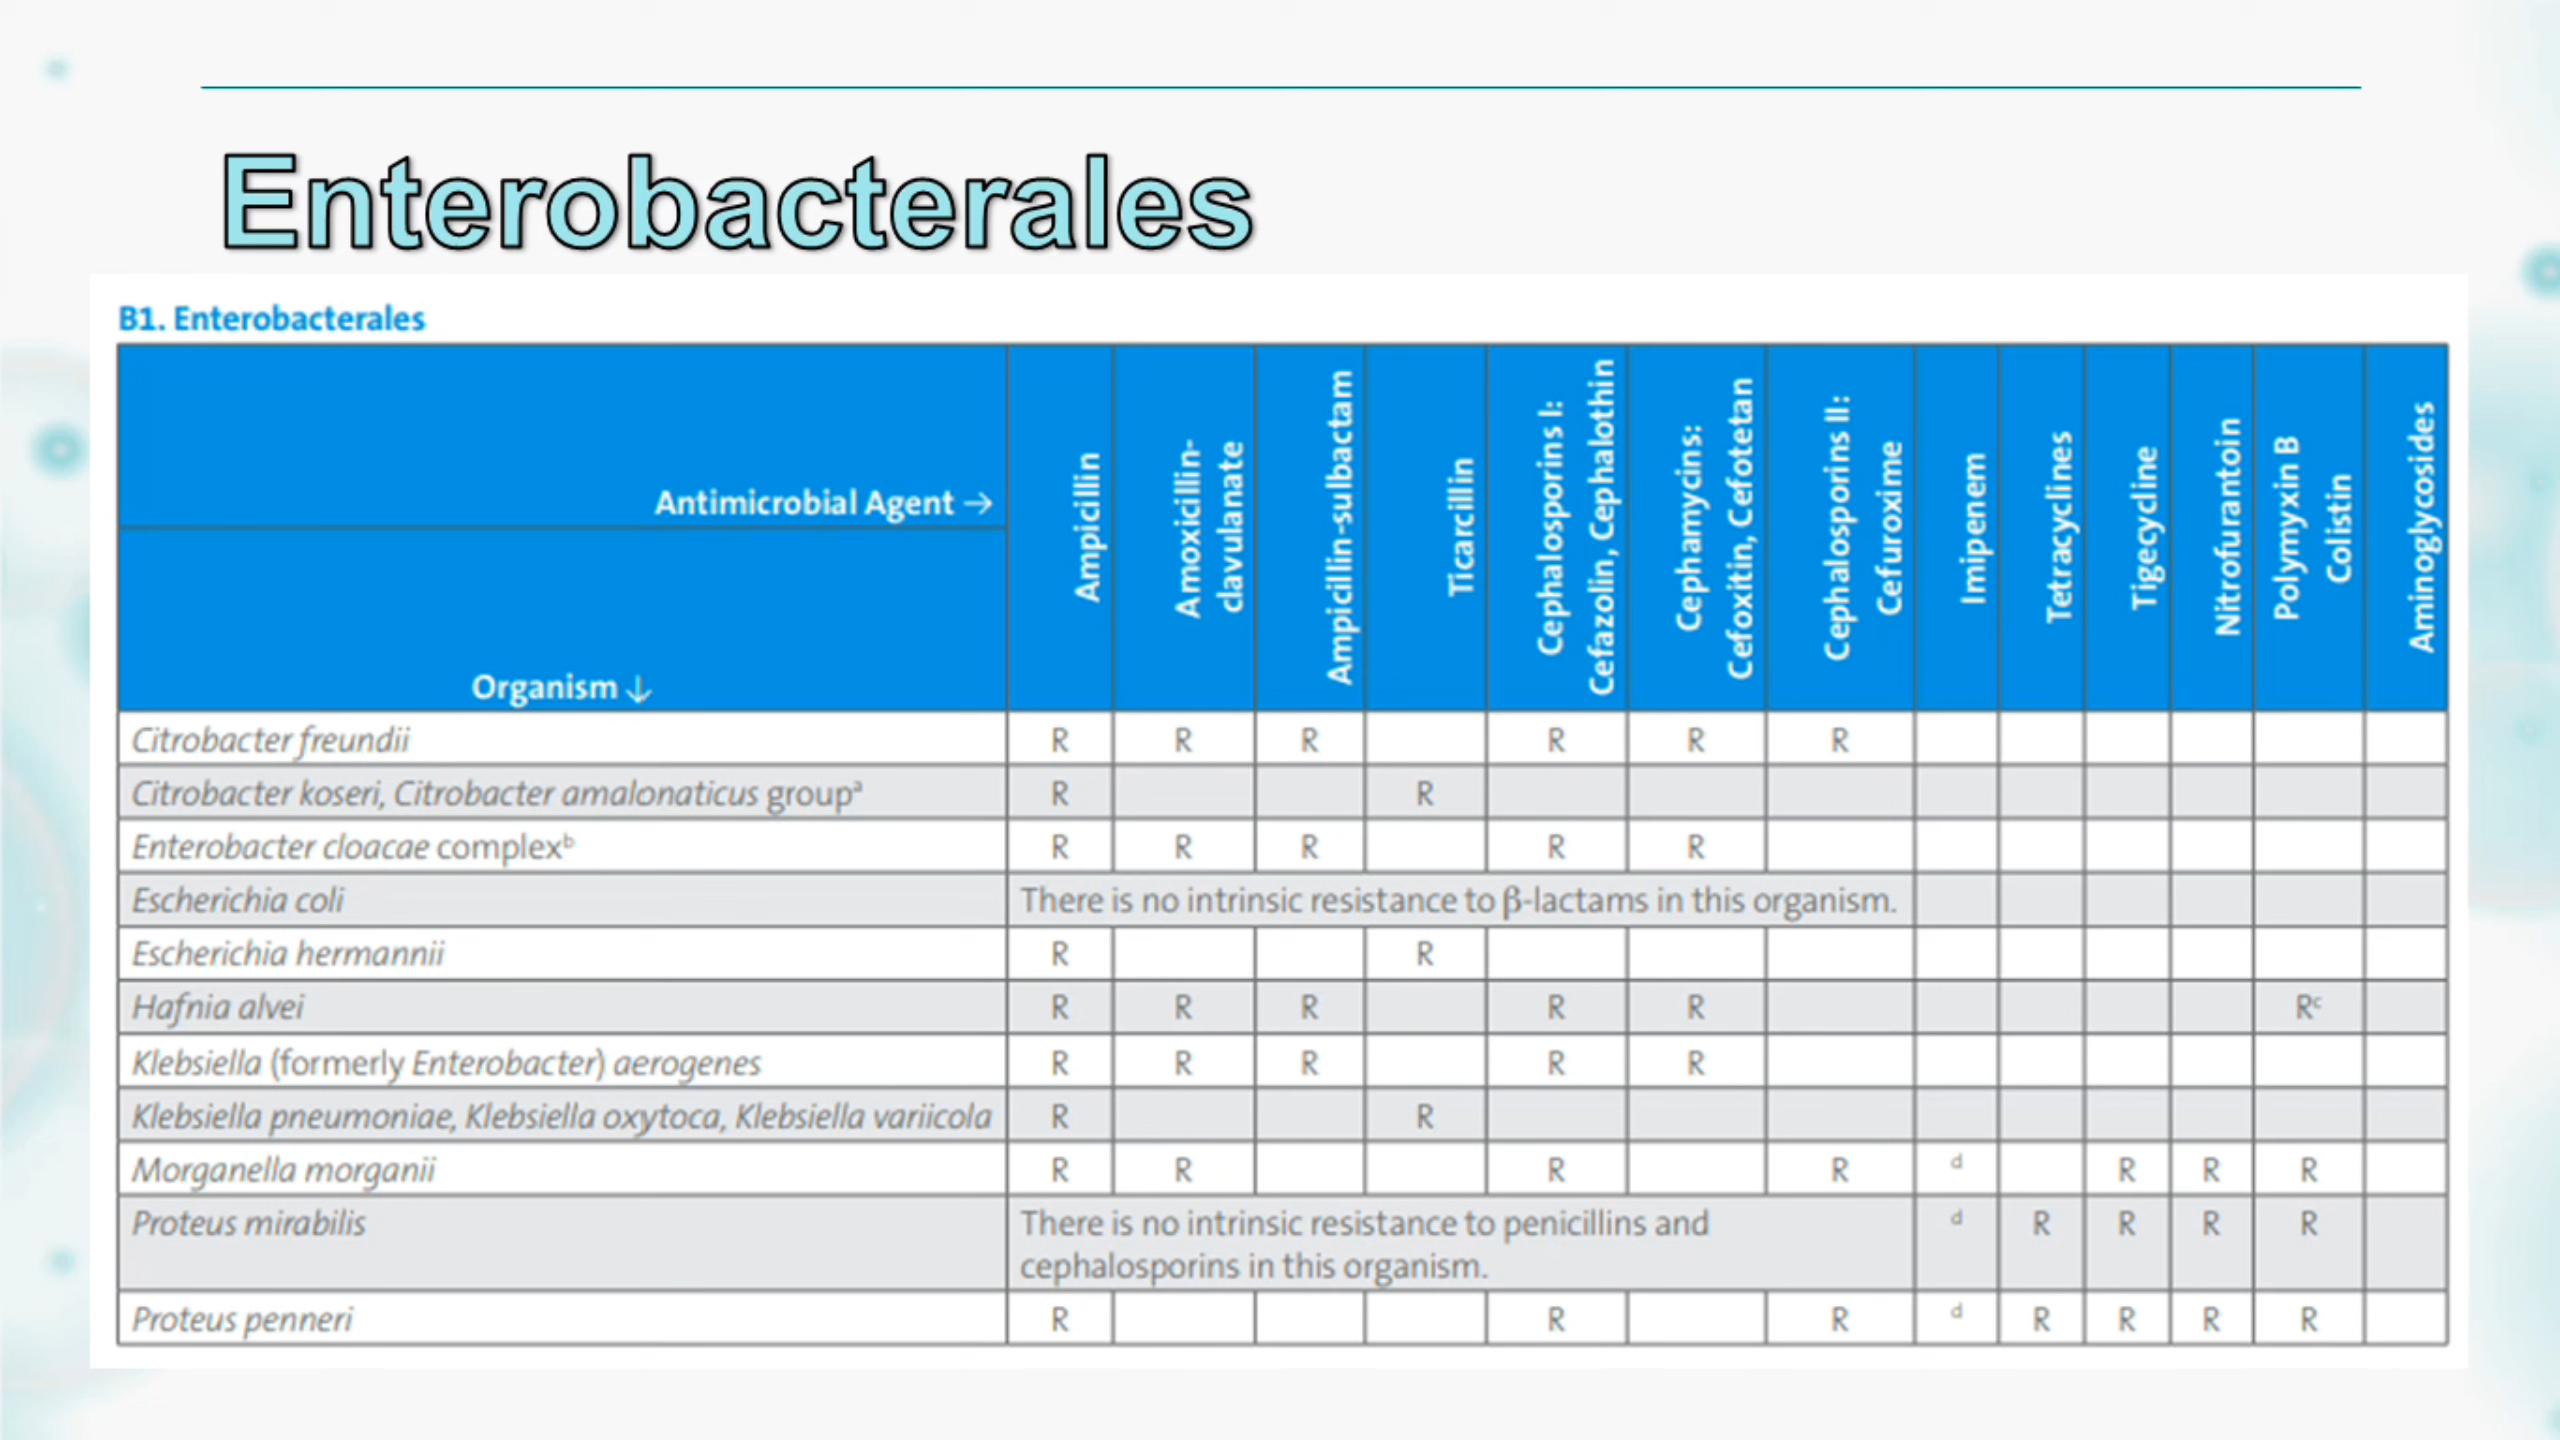 Enterobacterales
B1. Enterobacterales
Antimicrobial Agent →
Organism ↓
Ampicillin
Amoxicillin-
clavulanate
Ampicillin-sulbactam
Ticarcillin
Cephalosporins I:
Cefazolin, Cephalothin
Cephamycins:
Cefoxitin, Cefotetan
Cephalosporins II:
Cefuroxime
Imipenem
Tetracyclines
Tigecycline
Nitrofurantoin
Polymyxin B
Colistin
Aminoglycosides
Citrobacter freundii R R R R R R
Citrobacter koseri, Citrobacter amalonaticus groupᵃ R R
Enterobacter cloacae complexᵇ R R R R R
Escherichia coli There is no intrinsic resistance to β-lactams in this organism.
Escherichia hermannii R R
Hafnia alvei R R R R R Rᶜ
Klebsiella (formerly Enterobacter) aerogenes R R R R R
Klebsiella pneumoniae, Klebsiella oxytoca, Klebsiella variicola R R
Morganella morganii R R R R ᵈ R R R
Proteus mirabilis There is no intrinsic resistance to penicillins and ᵈ R R R R
cephalosporins in this organism.
Proteus penneri R R R ᵈ R R R R